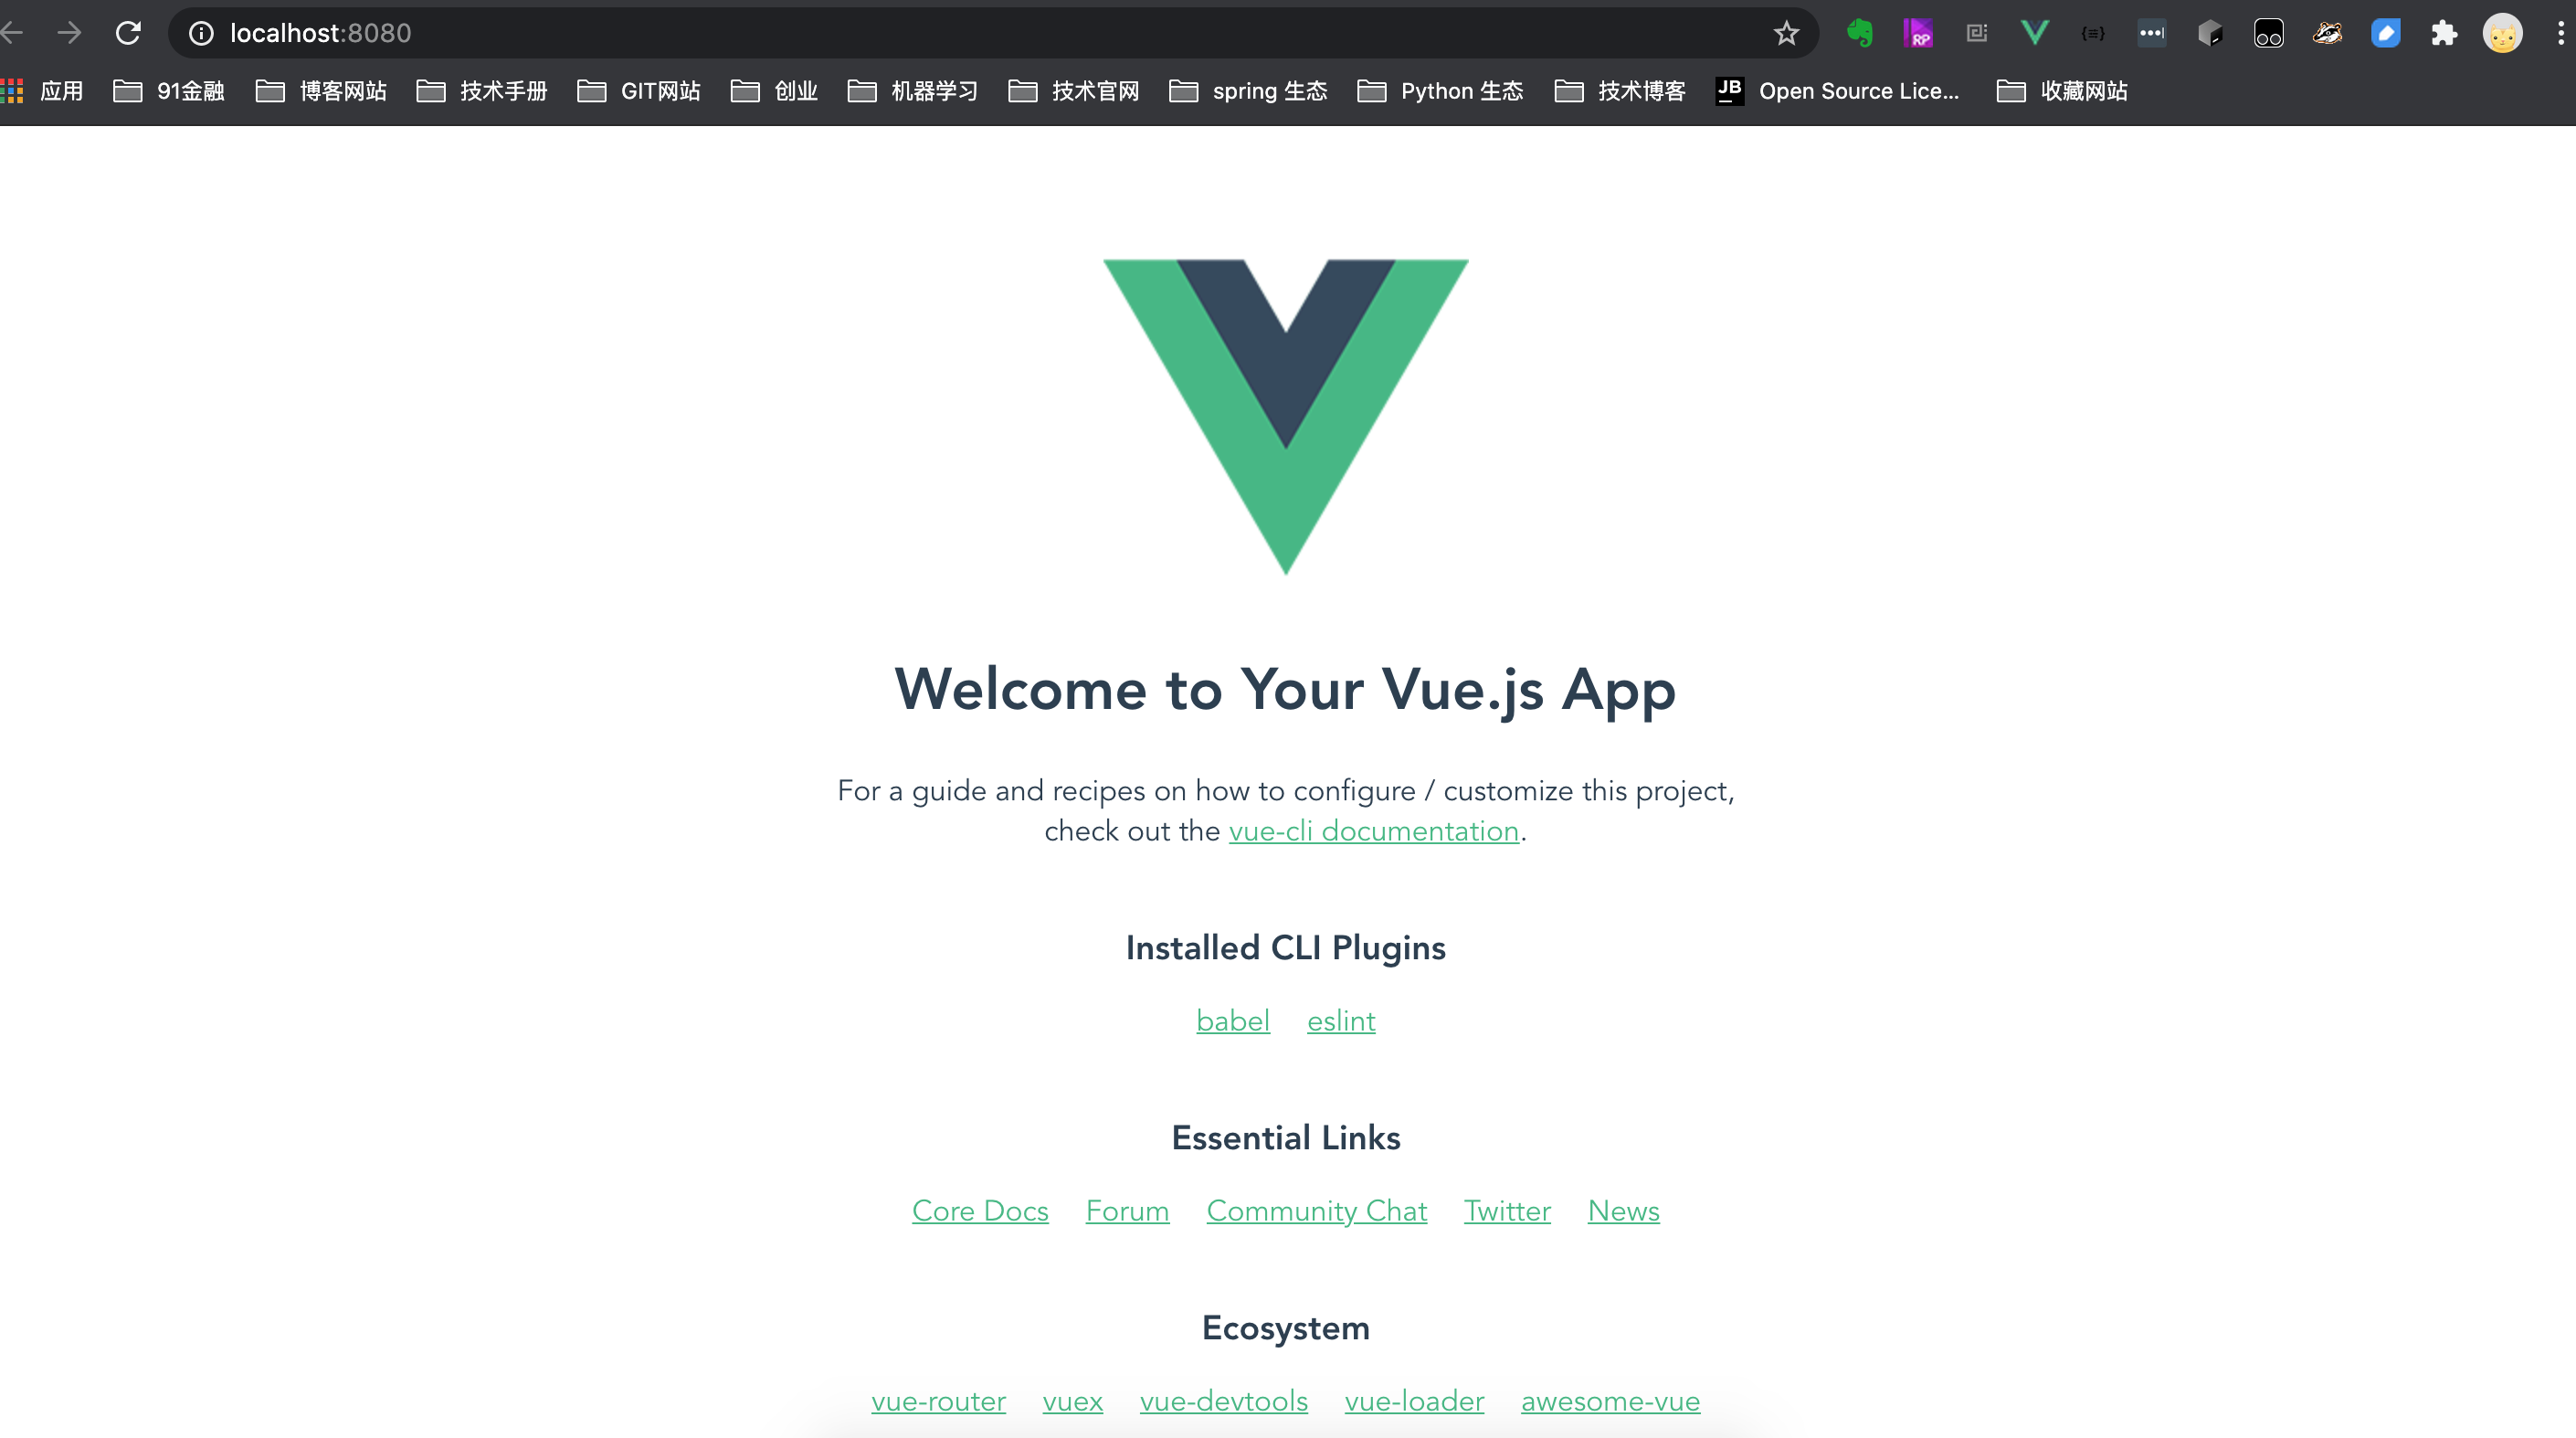 localhost:8080
RP
应用 91金融 博客网站 技术手册 GIT网站 创业 机器学习 技术官网 spring 生态 Python 生态 技术博客 JB Open Source Lice... 收藏网站
Welcome to Your Vue.js App
For a guide and recipes on how to configure / customize this project,
check out the vue-cli documentation.
Installed CLI Plugins
babel eslint
Essential Links
Core Docs Forum Community Chat Twitter News
Ecosystem
vue-router vuex vue-devtools vue-loader awesome-vue